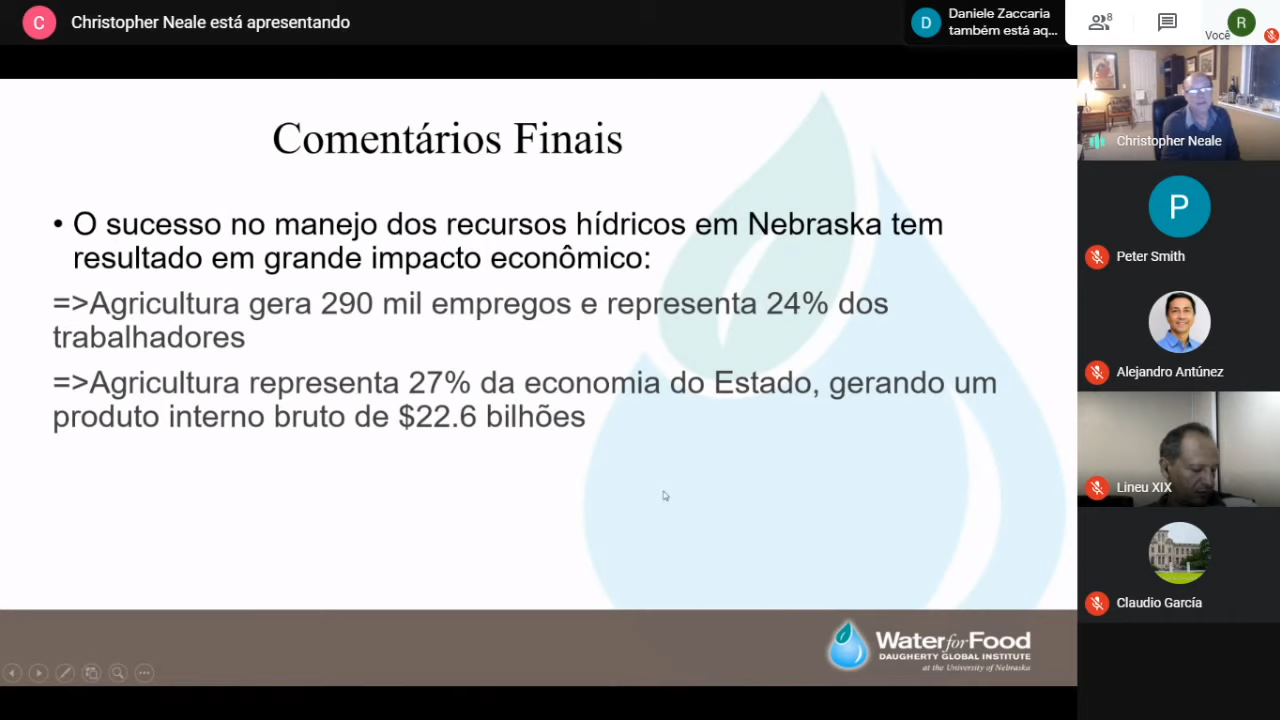 C
Christopher Neale está apresentando
D
Daniele Zaccaria
também está aq...
8
Você
R
Comentários Finais
• O sucesso no manejo dos recursos hídricos em Nebraska tem
resultado em grande impacto econômico:
=>Agricultura gera 290 mil empregos e representa 24% dos
trabalhadores
=>Agricultura representa 27% da economia do Estado, gerando um
produto interno bruto de $22.6 bilhões
Water for Food
DAUGHERTY GLOBAL INSTITUTE
at the University of Nebraska
Christopher Neale
P
Peter Smith
Alejandro Antúnez
Lineu XIX
Claudio García